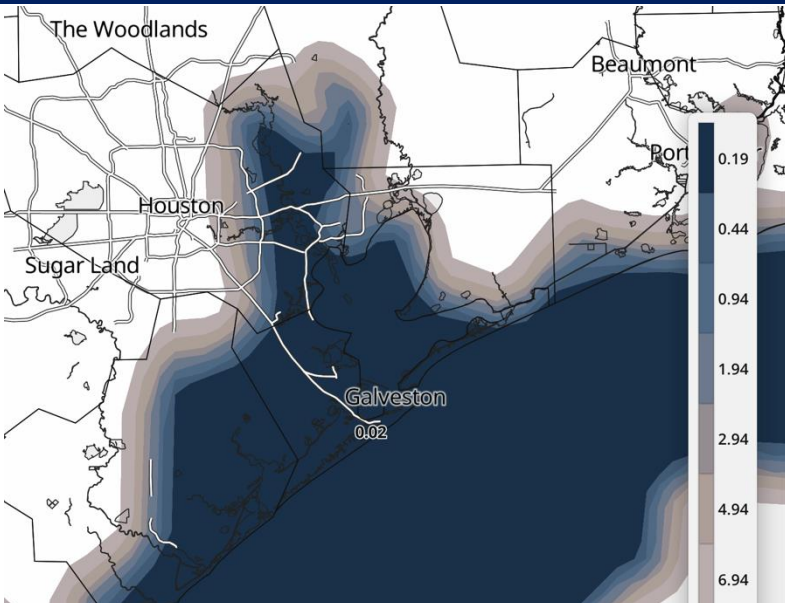 The Woodlands
Beaumont
Port
Houston
Sugar Land
Galveston
0.02
0.19
0.44
0.94
1.94
2.94
4.94
6.94